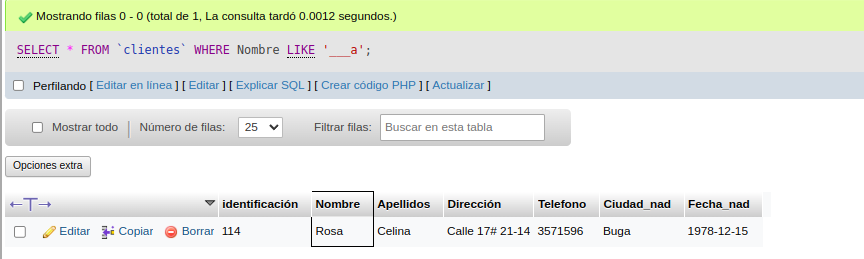 Mostrando filas 0 - 0 (total de 1, La consulta tardó 0.0012 segundos.)
SELECT * FROM `clientes` WHERE Nombre LIKE '___a';
Perfilando [ Editar en línea ] [ Editar ] [ Explicar SQL ] [ Crear código PHP ] [ Actualizar ]
Mostrar todo | Número de filas: 25 Filtrar filas: Buscar en esta tabla
Opciones extra
←T→ identificación Nombre Apellidos Dirección Telefono Ciudad_nad Fecha_nad
Editar Copiar Borrar 114 Rosa Celina Calle 17# 21-14 3571596 Buga 1978-12-15